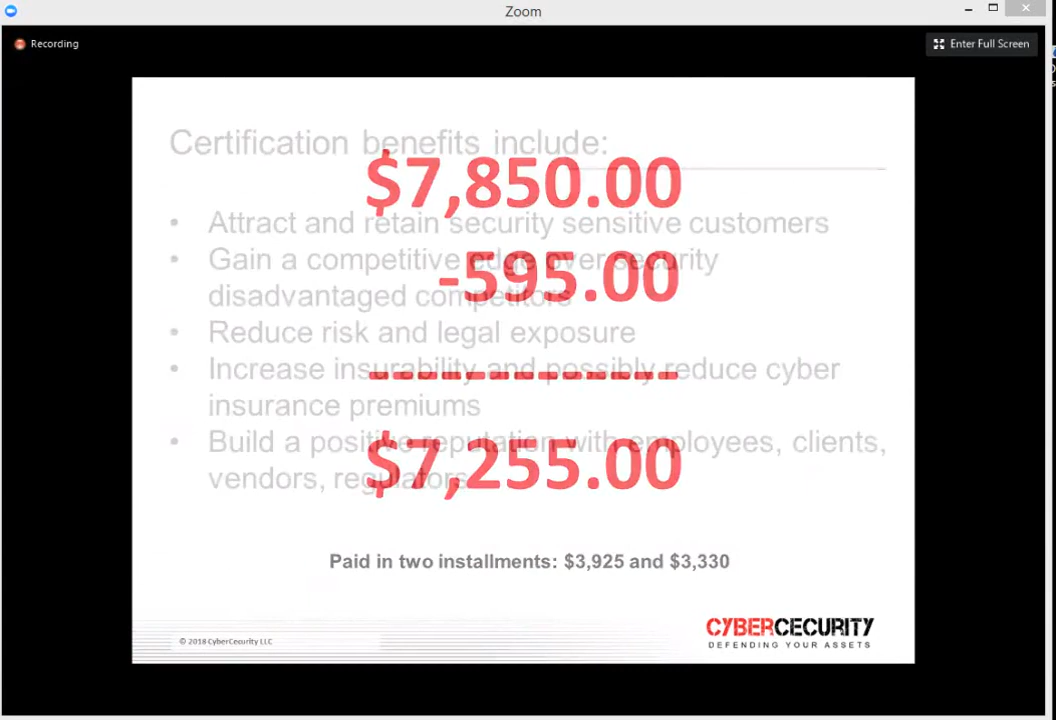 Zoom
Recording
Enter Full Screen
Certification benefits include:
$7,850.00
• Attract and retain security sensitive customers
• Gain a competitive edge over security
-595.00
disadvantaged competitors
• Reduce risk and legal exposure
• Increase insurability and possibly reduce cyber
-------------
insurance premiums
• Build a positive reputation with employees, clients,
$7,255.00
vendors, regulators
Paid in two installments: $3,925 and $3,330
© 2018 CyberCecurity LLC
CYBERCECURITY
DEFENDING YOUR ASSETS